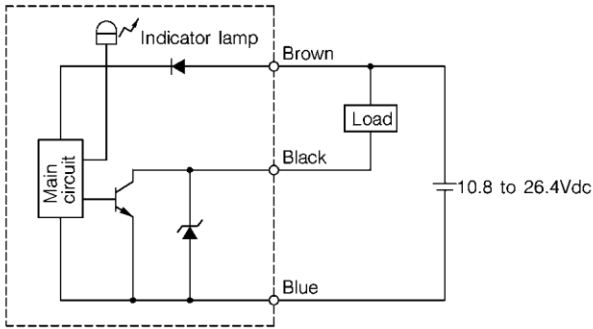 Indicator lamp
Brown
Load
Black
Main
circuit
10.8 to 26.4Vdc
Blue